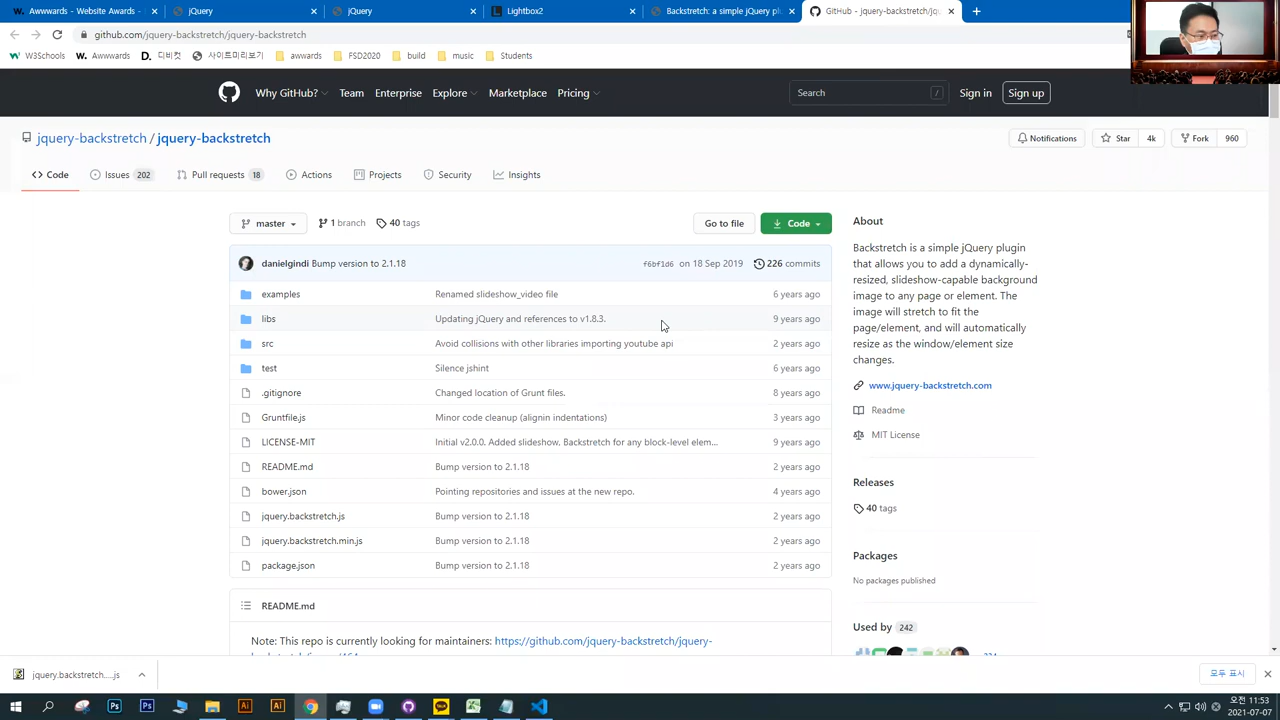 Awwwards - Website Awards -
jQuery
jQuery
Lightbox2
Backstretch: a simple jQuery plu
GitHub - jquery-backstretch/jqu
github.com/jquery-backstretch/jquery-backstretch
W3Schools
Awwwards
디비컷
사이트미리보기
awwards
FSD2020
build
music
Students
Why GitHub?
Team
Enterprise
Explore
Marketplace
Pricing
Search
/
Sign in
Sign up
jquery-backstretch / jquery-backstretch
Notifications
Star 4k
Fork 960
Code
Issues 202
Pull requests 18
Actions
Projects
Security
Insights
master
1 branch
40 tags
Go to file
Code
danielgindi Bump version to 2.1.18
f6bf1d6 on 18 Sep 2019
226 commits
examples Renamed slideshow_video file 6 years ago
libs Updating jQuery and references to v1.8.3. 9 years ago
src Avoid collisions with other libraries importing youtube api 2 years ago
test Silence jshint 6 years ago
.gitignore Changed location of Grunt files. 8 years ago
Gruntfile.js Minor code cleanup (alignin indentations) 3 years ago
LICENSE-MIT Initial v2.0.0. Added slideshow. Backstretch for any block-level elem... 9 years ago
README.md Bump version to 2.1.18 2 years ago
bower.json Pointing repositories and issues at the new repo. 4 years ago
jquery.backstretch.js Bump version to 2.1.18 2 years ago
jquery.backstretch.min.js Bump version to 2.1.18 2 years ago
package.json Bump version to 2.1.18 2 years ago
README.md
Note: This repo is currently looking for maintainers: https://github.com/jquery-backstretch/jquery-
About
Backstretch is a simple jQuery plugin
that allows you to add a dynamically-
resized, slideshow-capable background
image to any page or element. The
image will stretch to fit the
page/element, and will automatically
resize as the window/element size
changes.
www.jquery-backstretch.com
Readme
MIT License
Releases
40 tags
Packages
No packages published
Used by 242
jquery.backstretch....js
모두 표시
오전 11:53
2021-07-07